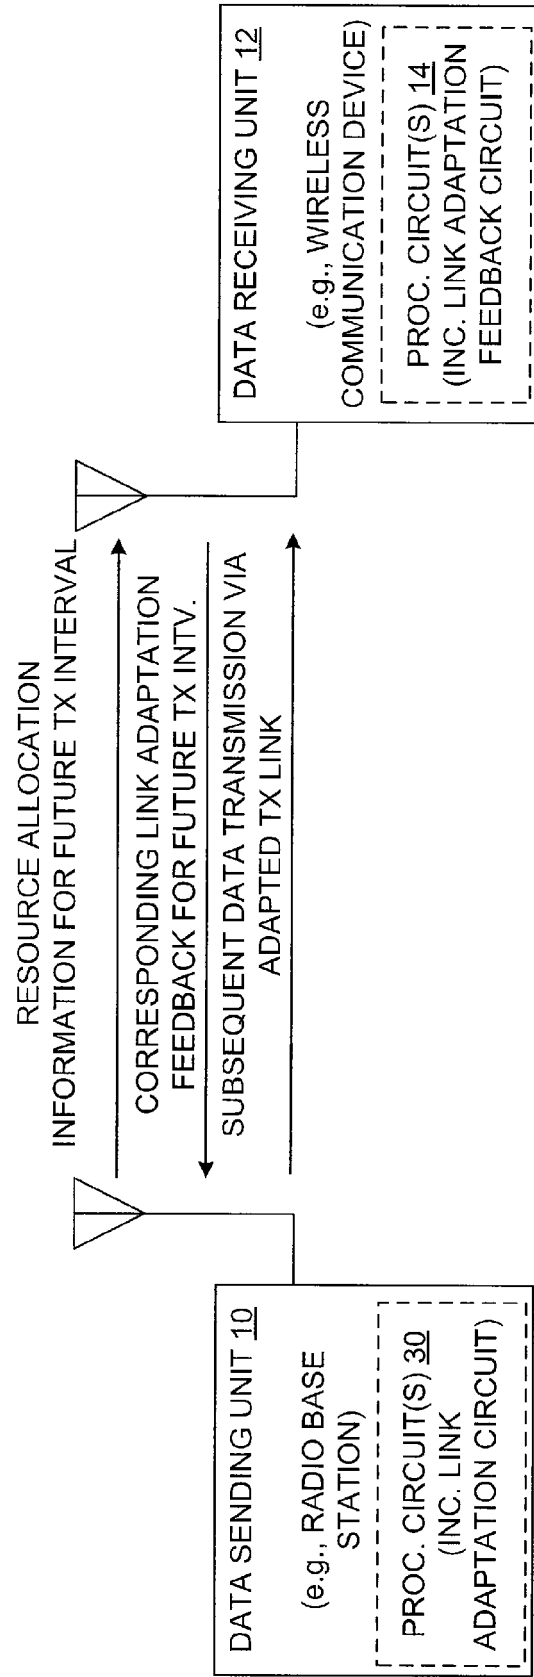 RESOURCE ALLOCATION
INFORMATION FOR FUTURE TX INTERVAL
CORRESPONDING LINK ADAPTATION
FEEDBACK FOR FUTURE TX INTV.
SUBSEQUENT DATA TRANSMISSION VIA
ADAPTED TX LINK
DATA SENDING UNIT 10
(e.g., RADIO BASE
STATION)
PROC. CIRCUIT(S) 30
(INC. LINK
ADAPTATION CIRCUIT)
DATA RECEIVING UNIT 12
(e.g., WIRELESS
COMMUNICATION DEVICE)
PROC. CIRCUIT(S) 14
(INC. LINK ADAPTATION
FEEDBACK CIRCUIT)